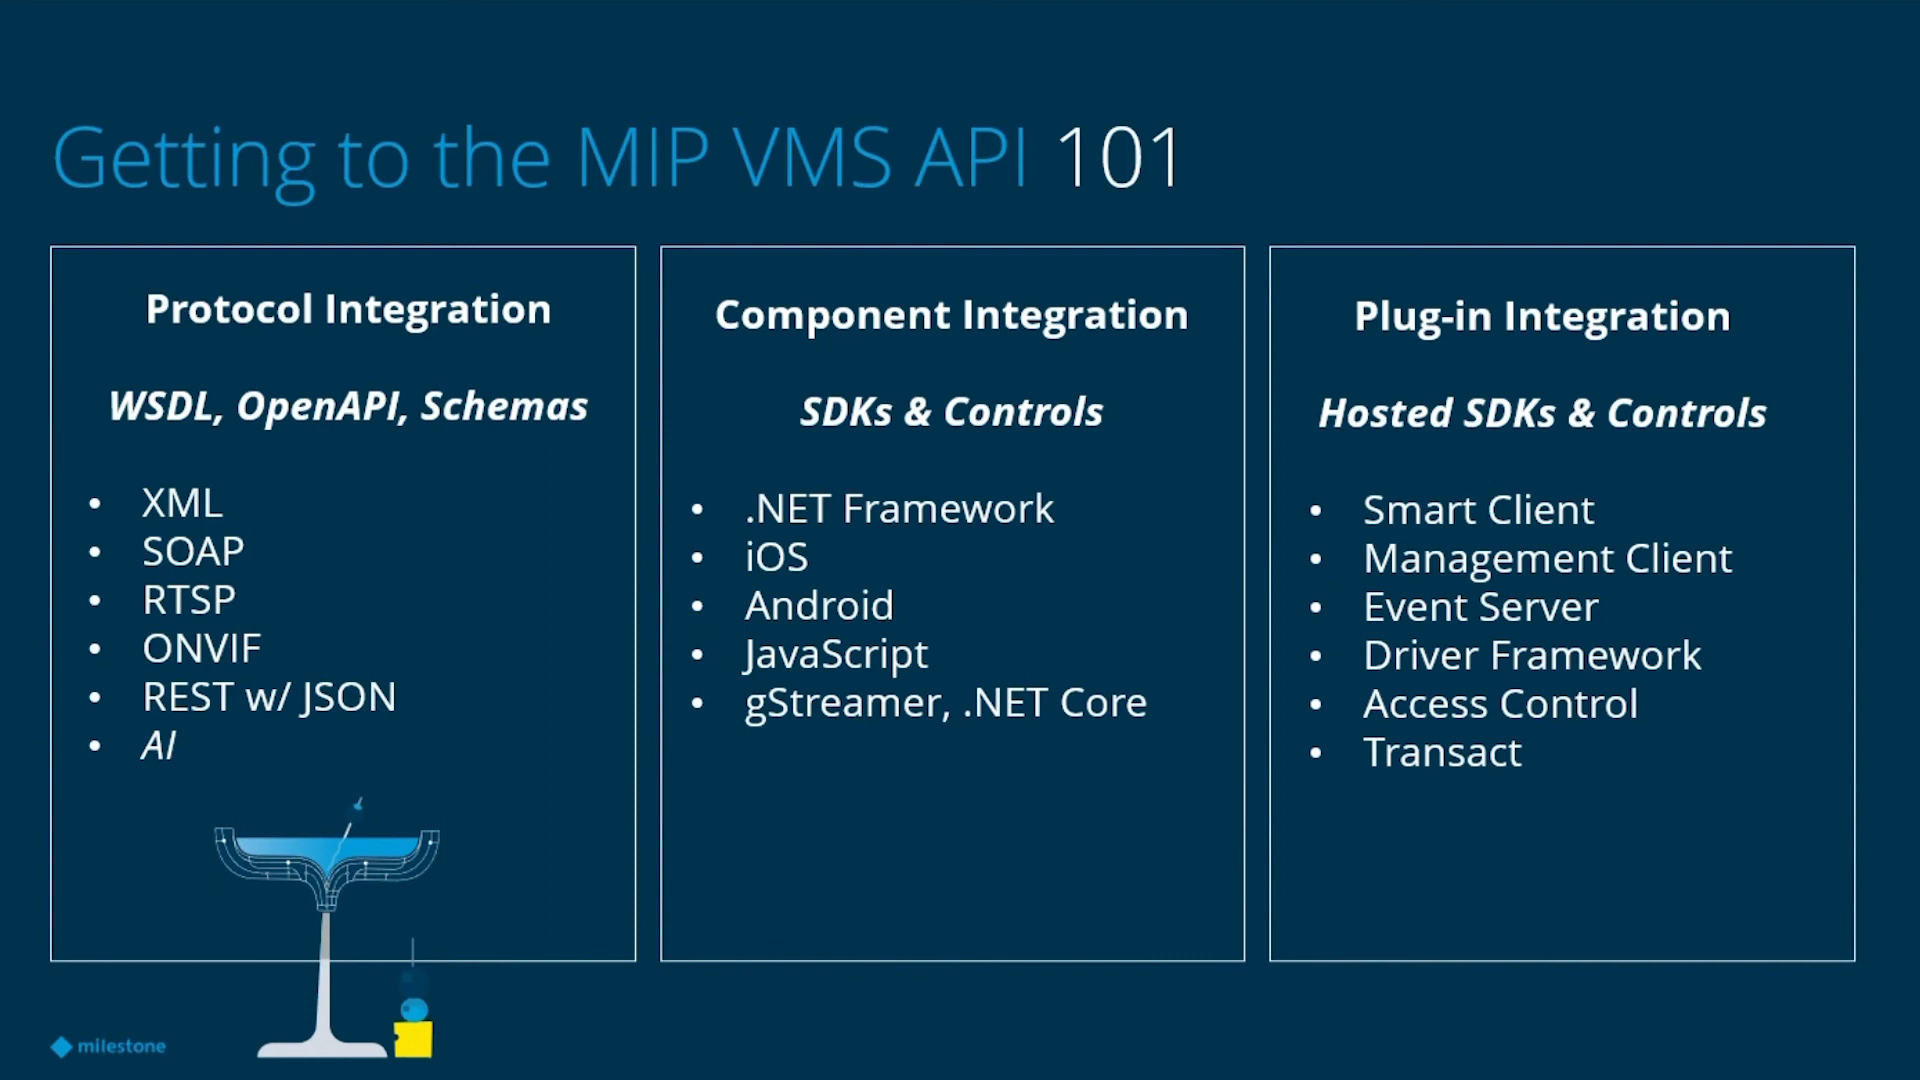 Getting to the MIP VMS API 101
Protocol Integration
WSDL, OpenAPI, Schemas
• XML
• SOAP
• RTSP
• ONVIF
• REST w/ JSON
• AI
Component Integration
SDKs & Controls
• .NET Framework
• iOS
• Android
• JavaScript
• gStreamer, .NET Core
Plug-in Integration
Hosted SDKs & Controls
• Smart Client
• Management Client
• Event Server
• Driver Framework
• Access Control
• Transact
milestone